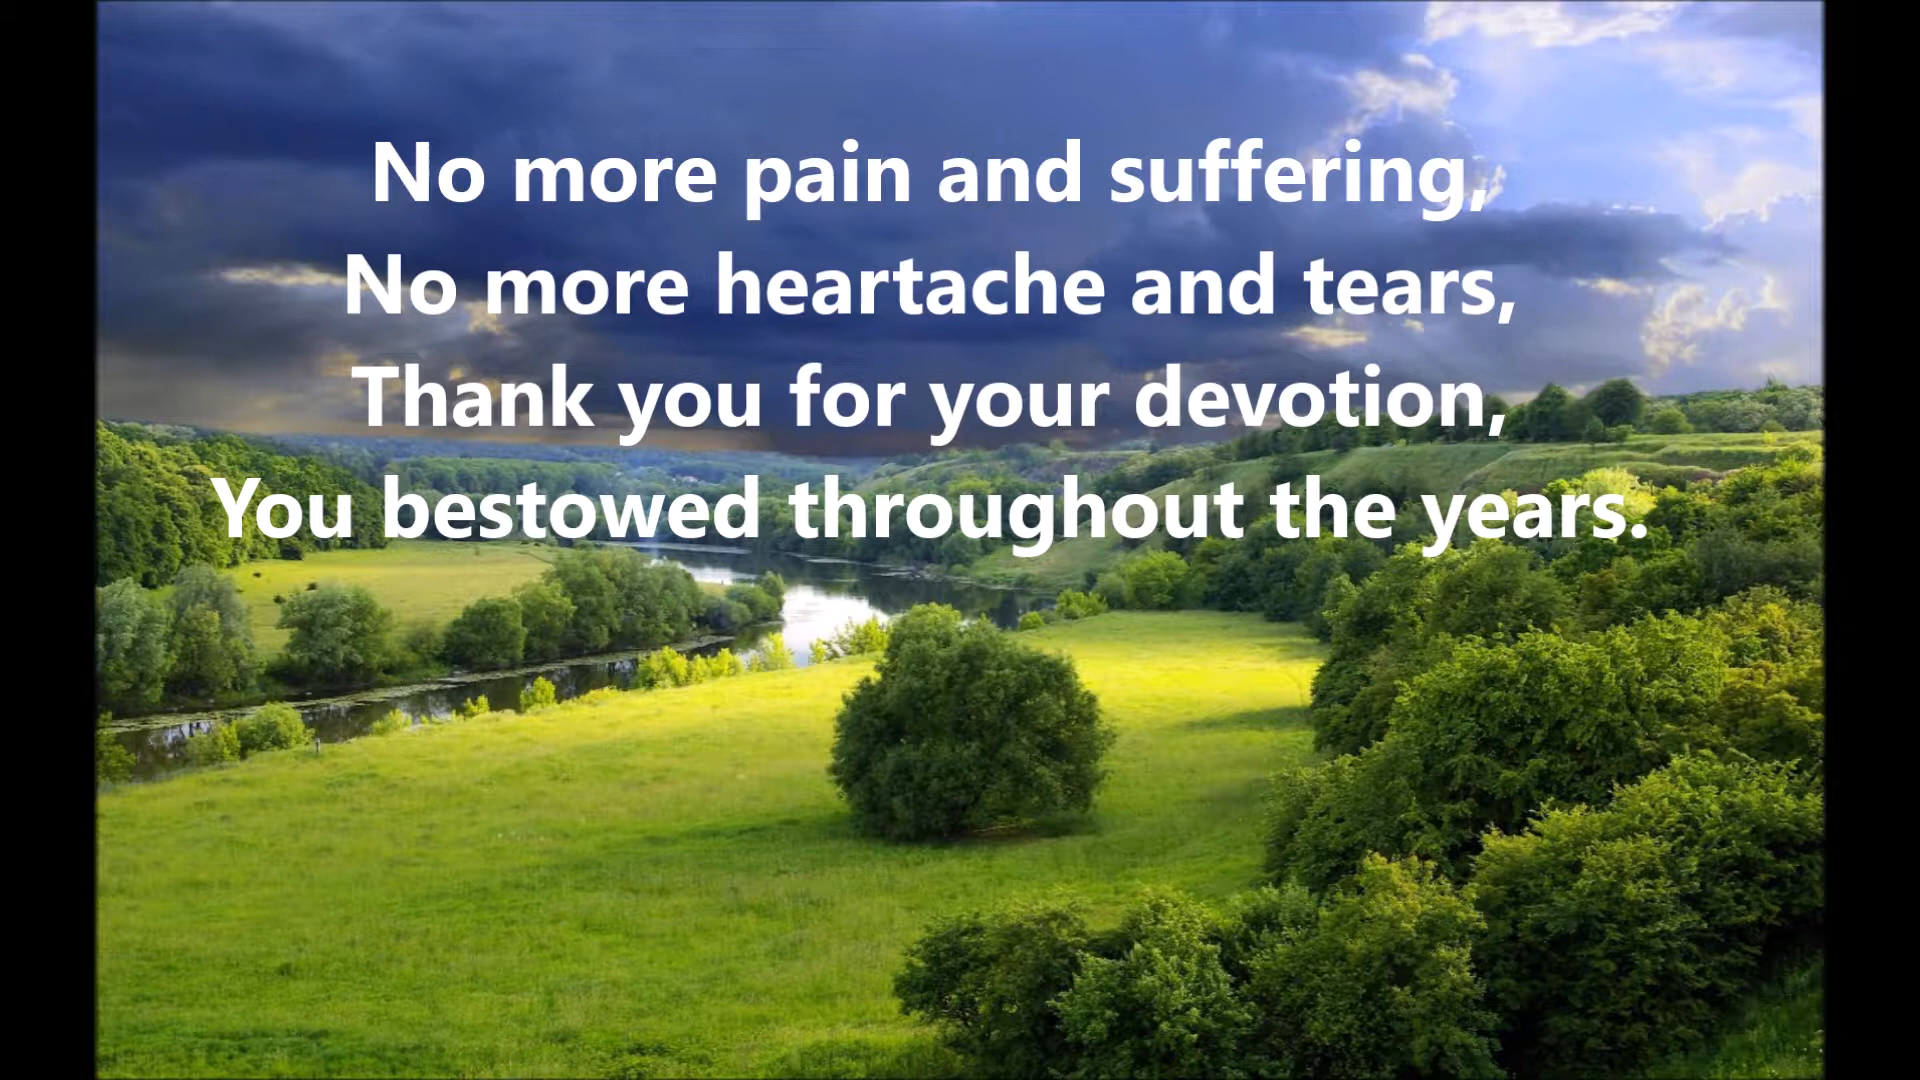 No more pain and suffering,
No more heartache and tears,
Thank you for your devotion,
You bestowed throughout the years.